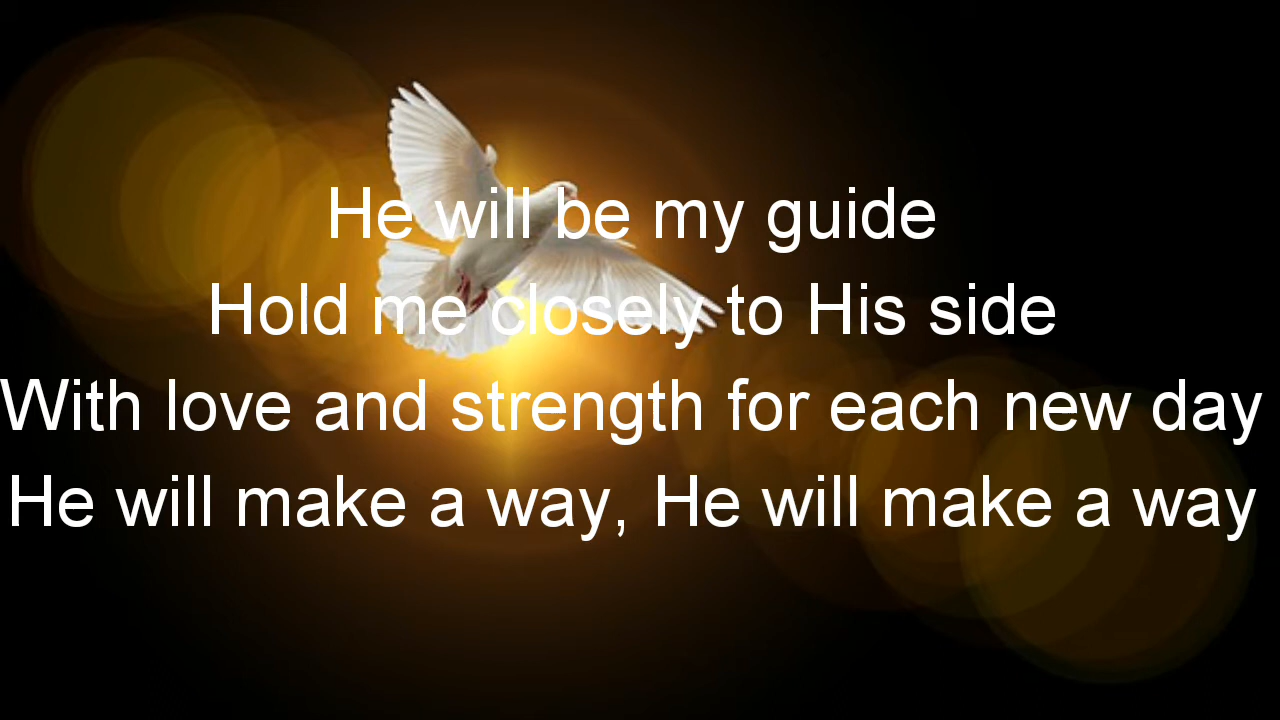 He will be my guide
Hold me closely to His side
With love and strength for each new day
He will make a way, He will make a way